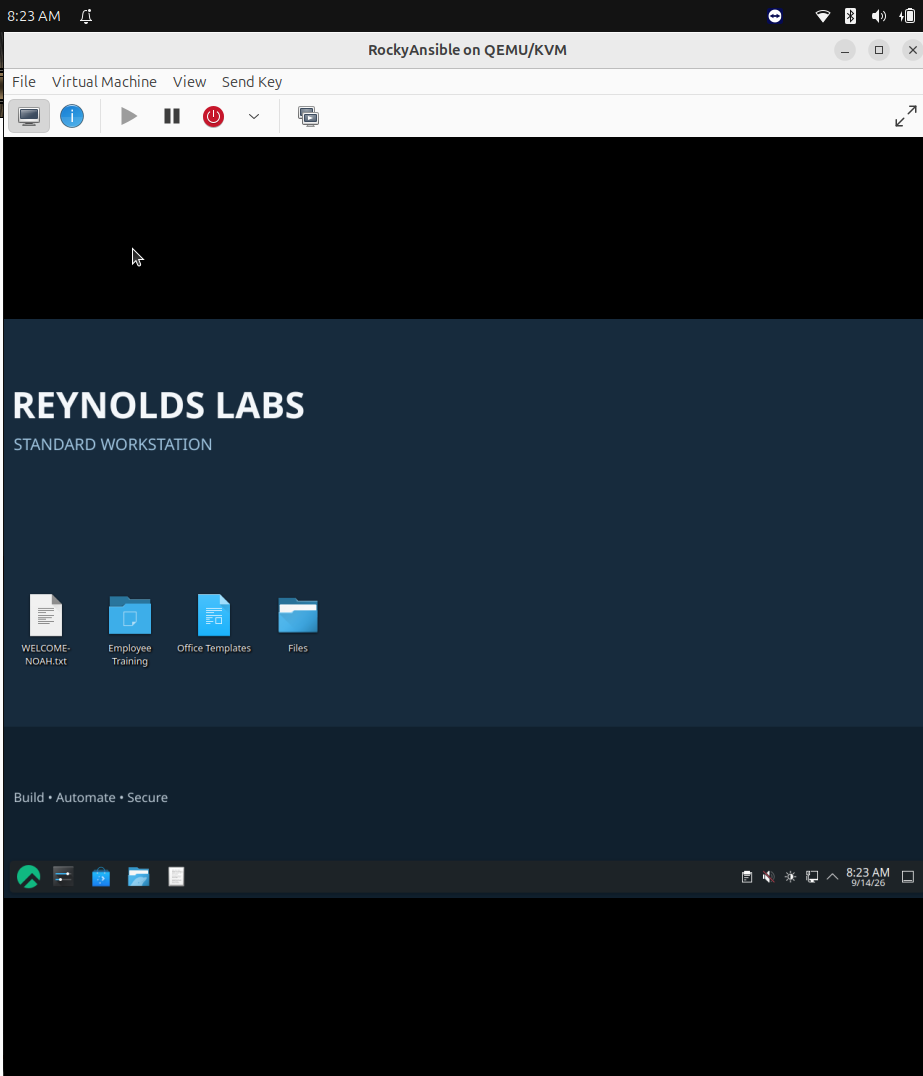 8:23 AM
RockyAnsible on QEMU/KVM
File Virtual Machine View Send Key
REYNOLDS LABS
STANDARD WORKSTATION
WELCOME-
NOAH.txt
Employee
Training
Office Templates
Files
Build • Automate • Secure
8:23 AM
9/14/26